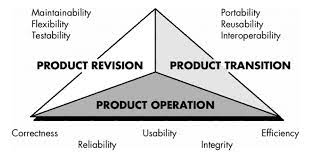 Maintainability
Flexibility
Testability
Portability
Reusability
Interoperability
PRODUCT REVISION
PRODUCT TRANSITION
PRODUCT OPERATION
Correctness
Usability
Efficiency
Reliability
Integrity